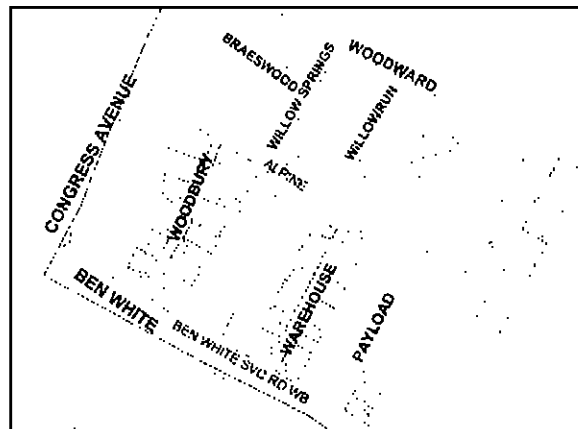 BRAESWOOD
WILLOW SPRINGS
WOODWARD
WILLOW RUN
CONGRESS AVENUE
ALPINE
WOODBURY
BEN WHITE
BEN WHITE SVC RD WB
WAREHOUSE
PAYLOAD